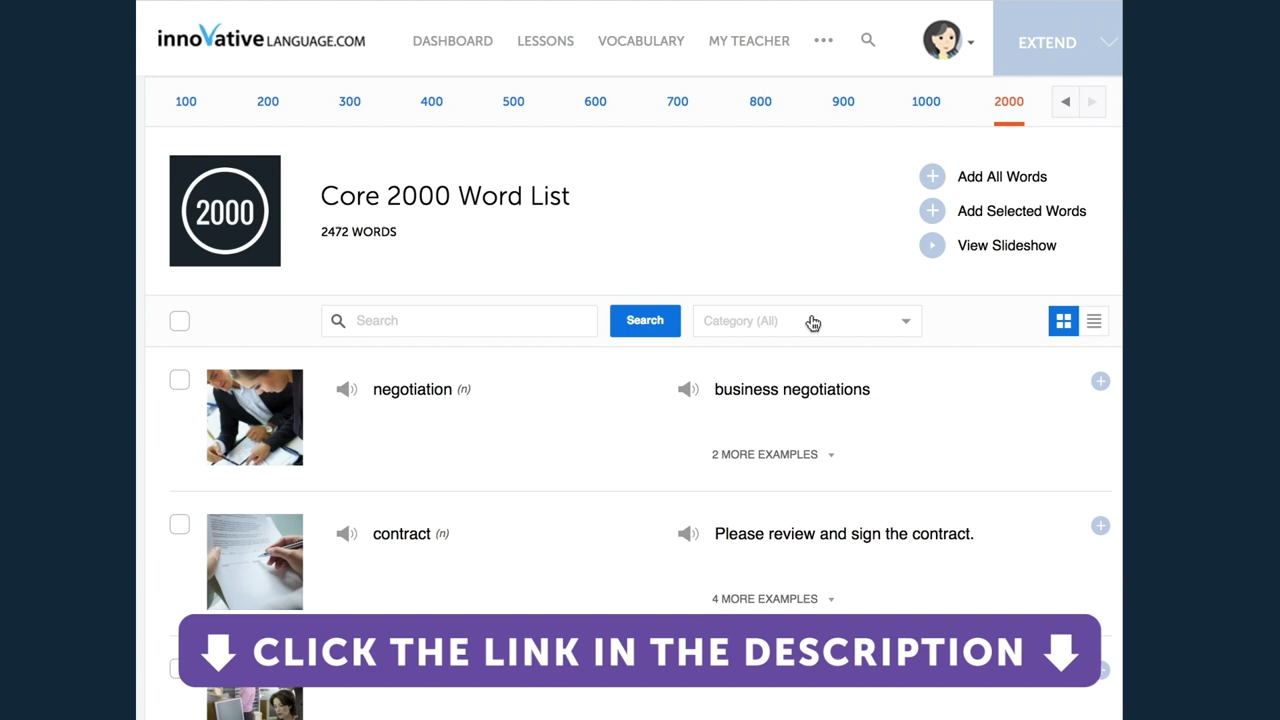 innoVative LANGUAGE.COM DASHBOARD LESSONS VOCABULARY MY TEACHER ••• EXTEND
100 200 300 400 500 600 700 800 900 1000 2000
2000
Core 2000 Word List
2472 WORDS
Add All Words
Add Selected Words
View Slideshow
Search Search Category (All)
negotiation (n) business negotiations
2 MORE EXAMPLES
contract (n) Please review and sign the contract.
4 MORE EXAMPLES
CLICK THE LINK IN THE DESCRIPTION